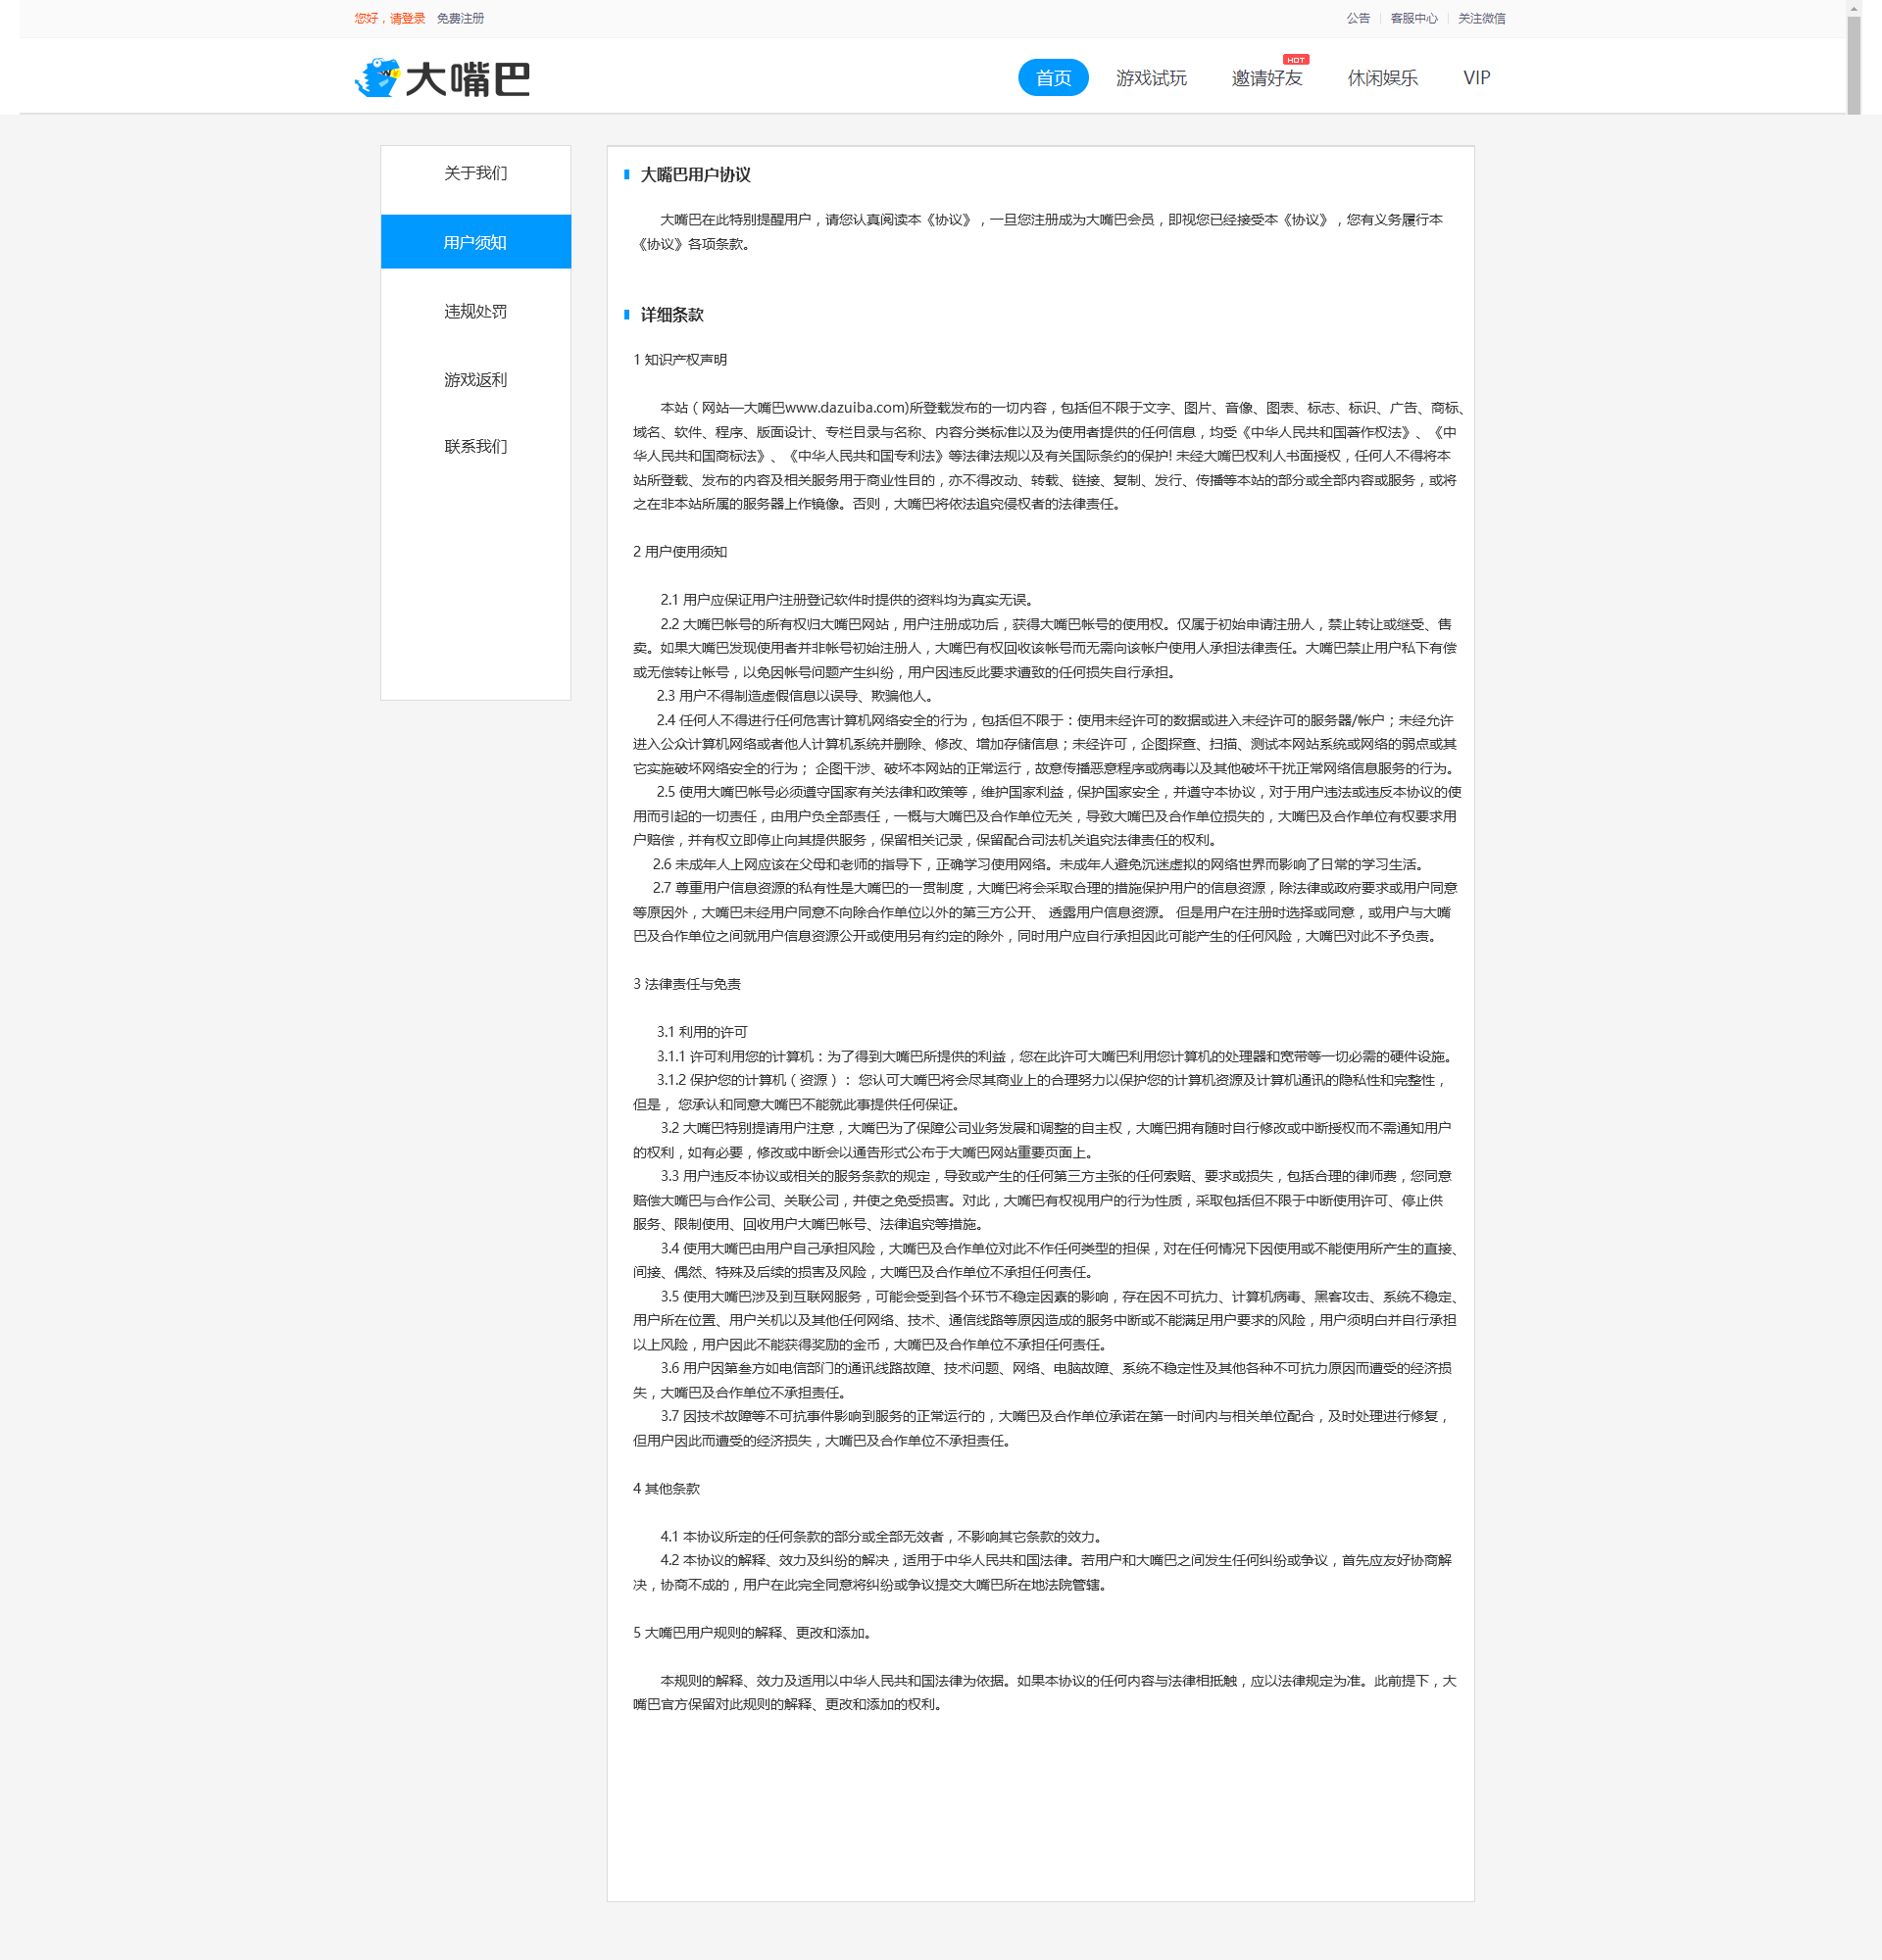 您好，请登录 免费注册
公告 客服中心 关注微信
大嘴巴
首页 游戏试玩 邀请好友 HOT 休闲娱乐 VIP
关于我们
用户须知
违规处罚
游戏返利
联系我们
大嘴巴用户协议
大嘴巴在此特别提醒用户，请您认真阅读本《协议》，一旦您注册成为大嘴巴会员，即视您已经接受本《协议》，您有义务履行本
《协议》各项条款。
详细条款
1 知识产权声明
本站（网站—大嘴巴www.dazuiba.com)所登载发布的一切内容，包括但不限于文字、图片、音像、图表、标志、标识、广告、商标、
域名、软件、程序、版面设计、专栏目录与名称、内容分类标准以及为使用者提供的任何信息，均受《中华人民共和国著作权法》、《中
华人民共和国商标法》、《中华人民共和国专利法》等法律法规以及有关国际条约的保护! 未经大嘴巴权利人书面授权，任何人不得将本
站所登载、发布的内容及相关服务用于商业性目的，亦不得改动、转载、链接、复制、发行、传播等本站的部分或全部内容或服务，或将
之在非本站所属的服务器上作镜像。否则，大嘴巴将依法追究侵权者的法律责任。
2 用户使用须知
2.1 用户应保证用户注册登记软件时提供的资料均为真实无误。
2.2 大嘴巴帐号的所有权归大嘴巴网站，用户注册成功后，获得大嘴巴帐号的使用权。仅属于初始申请注册人，禁止转让或继受、售
卖。如果大嘴巴发现使用者并非帐号初始注册人，大嘴巴有权回收该帐号而无需向该帐户使用人承担法律责任。大嘴巴禁止用户私下有偿
或无偿转让帐号，以免因帐号问题产生纠纷，用户因违反此要求遭致的任何损失自行承担。
2.3 用户不得制造虚假信息以误导、欺骗他人。
2.4 任何人不得进行任何危害计算机网络安全的行为，包括但不限于：使用未经许可的数据或进入未经许可的服务器/帐户；未经允许
进入公众计算机网络或者他人计算机系统并删除、修改、增加存储信息；未经许可，企图探查、扫描、测试本网站系统或网络的弱点或其
它实施破坏网络安全的行为； 企图干涉、破坏本网站的正常运行，故意传播恶意程序或病毒以及其他破坏干扰正常网络信息服务的行为。
2.5 使用大嘴巴帐号必须遵守国家有关法律和政策等，维护国家利益，保护国家安全，并遵守本协议，对于用户违法或违反本协议的使
用而引起的一切责任，由用户负全部责任，一概与大嘴巴及合作单位无关，导致大嘴巴及合作单位损失的，大嘴巴及合作单位有权要求用
户赔偿，并有权立即停止向其提供服务，保留相关记录，保留配合司法机关追究法律责任的权利。
2.6 未成年人上网应该在父母和老师的指导下，正确学习使用网络。未成年人避免沉迷虚拟的网络世界而影响了日常的学习生活。
2.7 尊重用户信息资源的私有性是大嘴巴的一贯制度，大嘴巴将会采取合理的措施保护用户的信息资源，除法律或政府要求或用户同意
等原因外，大嘴巴未经用户同意不向除合作单位以外的第三方公开、 透露用户信息资源。 但是用户在注册时选择或同意，或用户与大嘴
巴及合作单位之间就用户信息资源公开或使用另有约定的除外，同时用户应自行承担因此可能产生的任何风险，大嘴巴对此不予负责。
3 法律责任与免责
3.1 利用的许可
3.1.1 许可利用您的计算机：为了得到大嘴巴所提供的利益，您在此许可大嘴巴利用您计算机的处理器和宽带等一切必需的硬件设施。
3.1.2 保护您的计算机（资源）： 您认可大嘴巴将会尽其商业上的合理努力以保护您的计算机资源及计算机通讯的隐私性和完整性，
但是， 您承认和同意大嘴巴不能就此事提供任何保证。
3.2 大嘴巴特别提请用户注意，大嘴巴为了保障公司业务发展和调整的自主权，大嘴巴拥有随时自行修改或中断授权而不需通知用户
的权利，如有必要，修改或中断会以通告形式公布于大嘴巴网站重要页面上。
3.3 用户违反本协议或相关的服务条款的规定，导致或产生的任何第三方主张的任何索赔、要求或损失，包括合理的律师费，您同意
赔偿大嘴巴与合作公司、关联公司，并使之免受损害。对此，大嘴巴有权视用户的行为性质，采取包括但不限于中断使用许可、停止供
服务、限制使用、回收用户大嘴巴帐号、法律追究等措施。
3.4 使用大嘴巴由用户自己承担风险，大嘴巴及合作单位对此不作任何类型的担保，对在任何情况下因使用或不能使用所产生的直接、
间接、偶然、特殊及后续的损害及风险，大嘴巴及合作单位不承担任何责任。
3.5 使用大嘴巴涉及到互联网服务，可能会受到各个环节不稳定因素的影响，存在因不可抗力、计算机病毒、黑客攻击、系统不稳定、
用户所在位置、用户关机以及其他任何网络、技术、通信线路等原因造成的服务中断或不能满足用户要求的风险，用户须明白并自行承担
以上风险，用户因此不能获得奖励的金币，大嘴巴及合作单位不承担任何责任。
3.6 用户因第叁方如电信部门的通讯线路故障、技术问题、网络、电脑故障、系统不稳定性及其他各种不可抗力原因而遭受的经济损
失，大嘴巴及合作单位不承担责任。
3.7 因技术故障等不可抗事件影响到服务的正常运行的，大嘴巴及合作单位承诺在第一时间内与相关单位配合，及时处理进行修复，
但用户因此而遭受的经济损失，大嘴巴及合作单位不承担责任。
4 其他条款
4.1 本协议所定的任何条款的部分或全部无效者，不影响其它条款的效力。
4.2 本协议的解释、效力及纠纷的解决，适用于中华人民共和国法律。若用户和大嘴巴之间发生任何纠纷或争议，首先应友好协商解
决，协商不成的，用户在此完全同意将纠纷或争议提交大嘴巴所在地法院管辖。
5 大嘴巴用户规则的解释、更改和添加。
本规则的解释、效力及适用以中华人民共和国法律为依据。如果本协议的任何内容与法律相抵触，应以法律规定为准。此前提下，大
嘴巴官方保留对此规则的解释、更改和添加的权利。